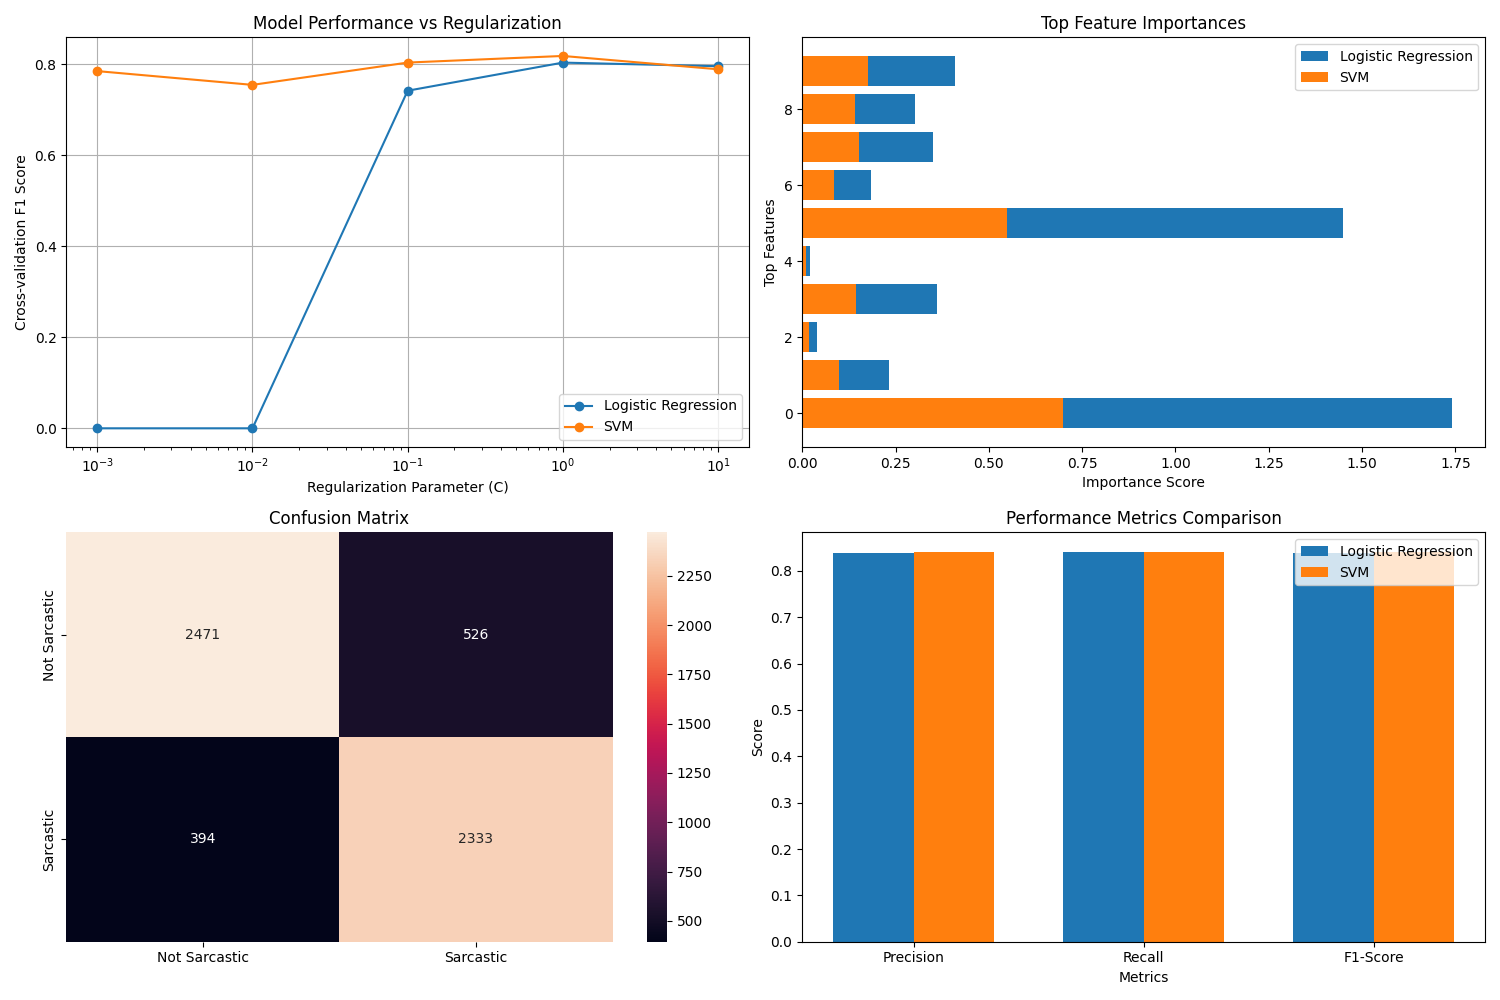 Model Performance vs Regularization
Cross-validation F1 Score
0.8
0.6
0.4
0.2
0.0
Logistic Regression
SVM
10⁻³ 10⁻² 10⁻¹ 10⁰ 10¹
Regularization Parameter (C)
Top Feature Importances
Logistic Regression
SVM
Top Features
8
6
4
2
0
0.00 0.25 0.50 0.75 1.00 1.25 1.50 1.75
Importance Score
Confusion Matrix
Not Sarcastic
2471 526
Sarcastic
394 2333
Not Sarcastic Sarcastic
2250
2000
1750
1500
1250
1000
750
500
Performance Metrics Comparison
Logistic Regression
SVM
Score
0.8
0.7
0.6
0.5
0.4
0.3
0.2
0.1
0.0
Precision Recall F1-Score
Metrics